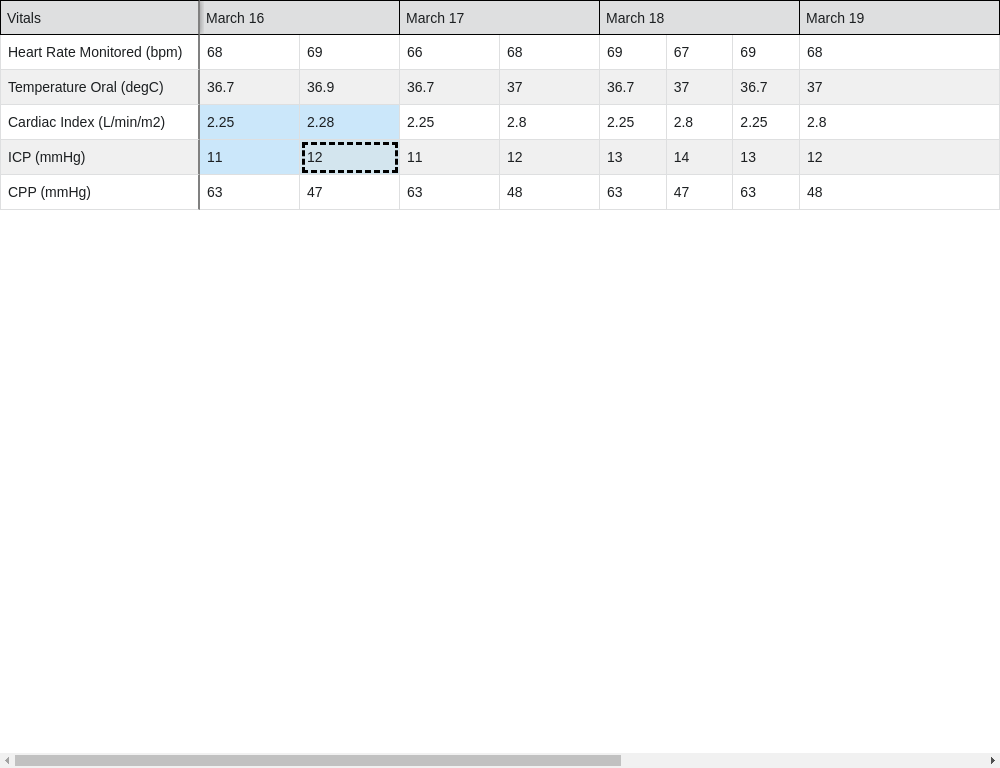 Vitals March 16 March 17 March 18 March 19
Heart Rate Monitored (bpm) 68 69 66 68 69 67 69 68
Temperature Oral (degC) 36.7 36.9 36.7 37 36.7 37 36.7 37
Cardiac Index (L/min/m2) 2.25 2.28 2.25 2.8 2.25 2.8 2.25 2.8
ICP (mmHg) 11 12 11 12 13 14 13 12
CPP (mmHg) 63 47 63 48 63 47 63 48